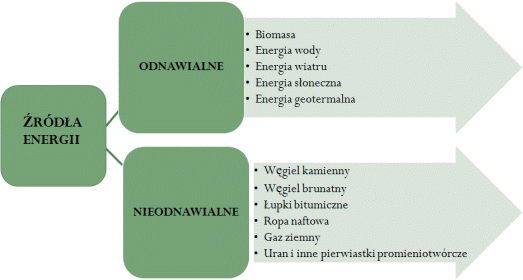 ŹRÓDŁA
ENERGII
ODNAWIALNE
• Biomasa
• Energia wody
• Energia wiatru
• Energia słoneczna
• Energia geotermalna
NIEODNAWIALNE
• Węgiel kamienny
• Węgiel brunatny
• Łupki bitumiczne
• Ropa naftowa
• Gaz ziemny
• Uran i inne pierwiastki promieniotwórcze